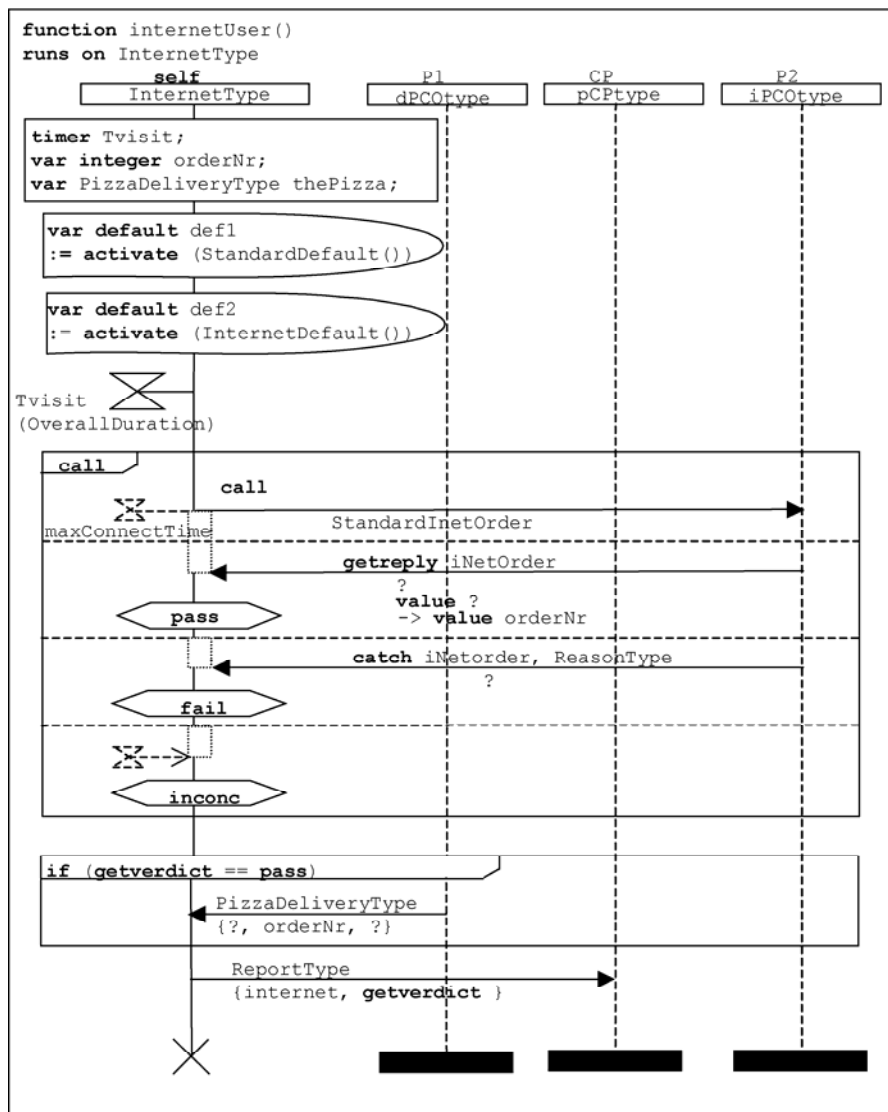 function internetUser()
runs on InternetType
self P1 CP P2
InternetType dPCOtype pCPtype iPCOtype
timer Tvisit;
var integer orderNr;
var PizzaDeliveryType thePizza;
var default def1
:= activate (StandardDefault())
var default def2
:= activate (InternetDefault())
Tvisit
(OverallDuration)
call
call
StandardInetOrder
maxConnectTime
getreply iNetOrder
?
value ?
-> value orderNr
pass
catch iNetorder, ReasonType
?
fail
inconc
if (getverdict == pass)
PizzaDeliveryType
{?, orderNr, ?}
ReportType
{internet, getverdict }